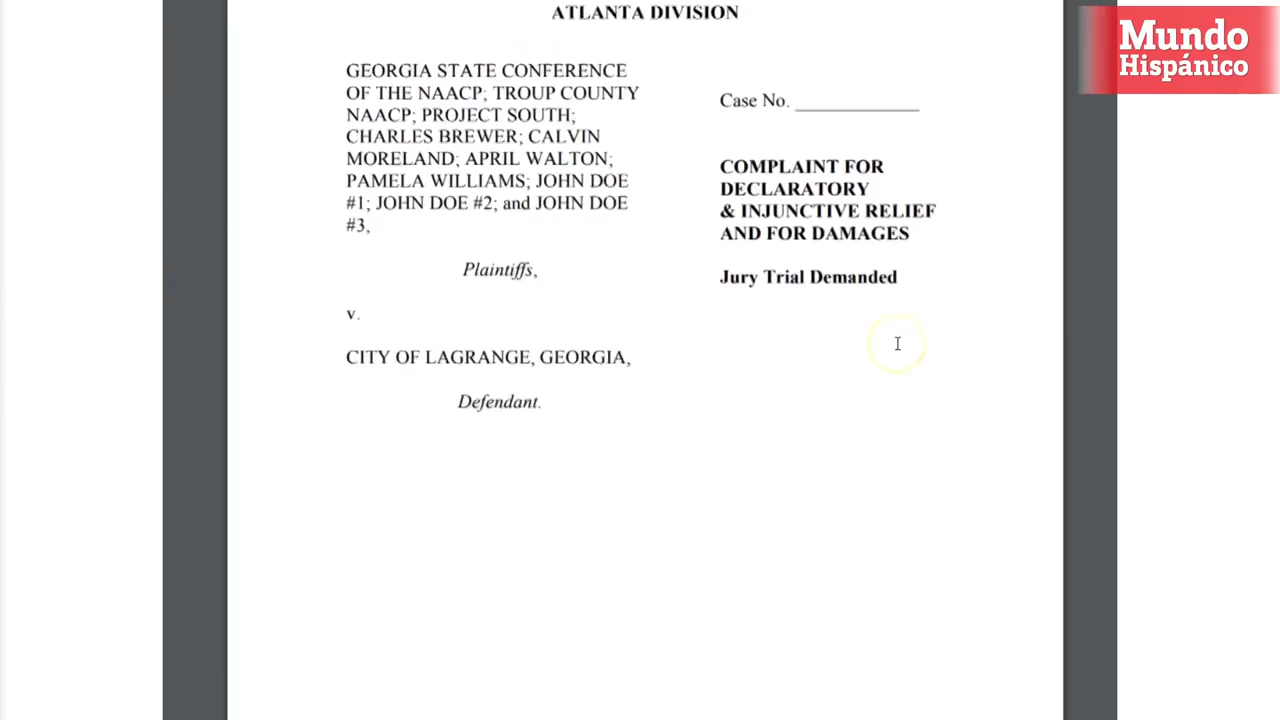 ATLANTA DIVISION
Mundo
Hispánico
GEORGIA STATE CONFERENCE
OF THE NAACP; TROUP COUNTY
NAACP; PROJECT SOUTH;
CHARLES BREWER; CALVIN
MORELAND; APRIL WALTON;
PAMELA WILLIAMS; JOHN DOE
#1; JOHN DOE #2; and JOHN DOE
#3,
Plaintiffs,
v.
CITY OF LAGRANGE, GEORGIA,
Defendant.
Case No. _____________
COMPLAINT FOR
DECLARATORY
& INJUNCTIVE RELIEF
AND FOR DAMAGES
Jury Trial Demanded